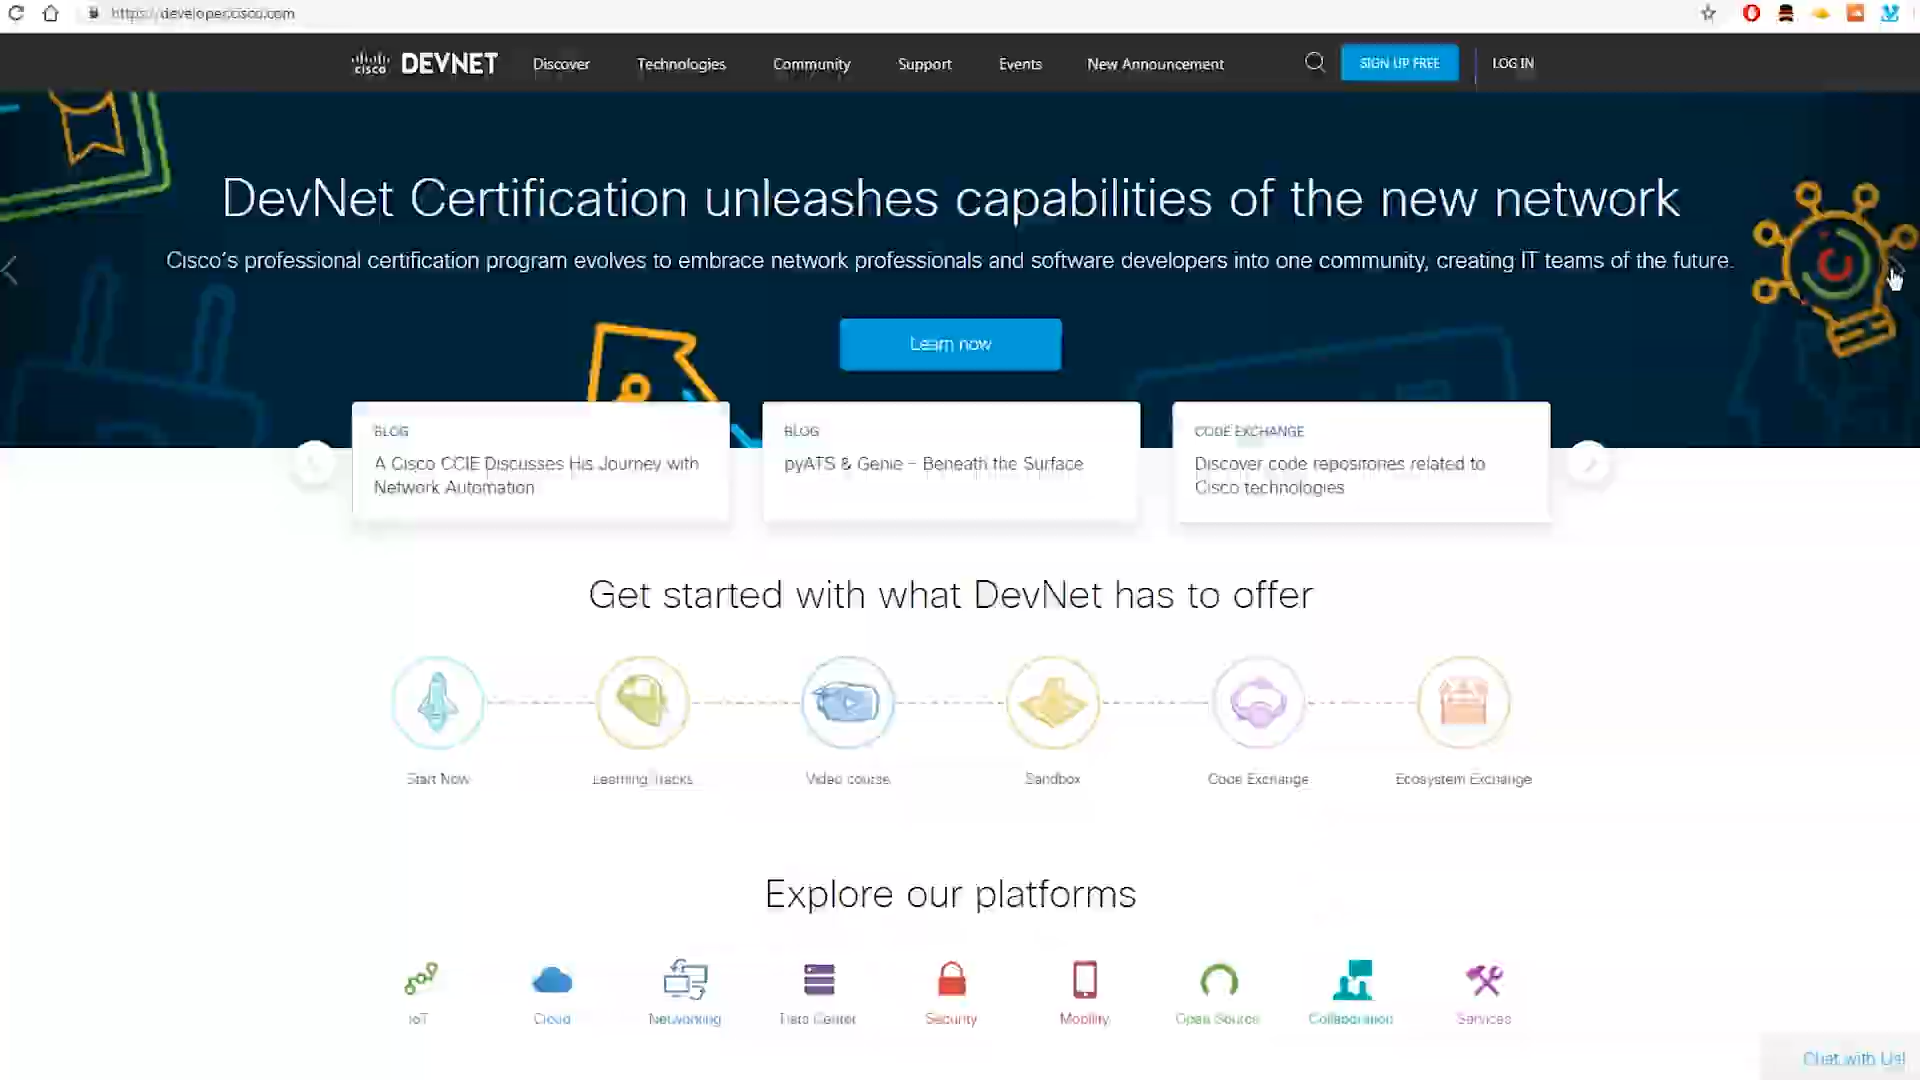 https://developer.cisco.com
cisco DEVNET Discover Technologies Community Support Events New Announcement SIGN UP FREE LOG IN
DevNet Certification unleashes capabilities of the new network
Cisco's professional certification program evolves to embrace network professionals and software developers into one community, creating IT teams of the future.
Learn now
BLOG
A Cisco CCIE Discusses His Journey with
Network Automation
BLOG
pyATS & Genie – Beneath the Surface
CODE EXCHANGE
Discover code repositories related to
Cisco technologies
Get started with what DevNet has to offer
Start Now Learning Tracks Video course Sandbox Code Exchange Ecosystem Exchange
Explore our platforms
IoT Cloud Networking Data Center Security Mobility Open Source Collaboration Services
Chat with Us!